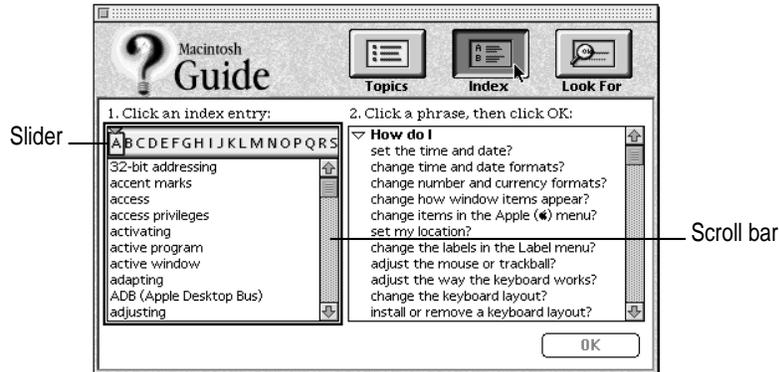 Macintosh
Guide
Topics
Index
Look For
1. Click an index entry:
2. Click a phrase, then click OK:
Slider
A B C D E F G H I J K L M N O P Q R S
32-bit addressing
accent marks
access
access privileges
activating
active program
active window
adapting
ADB (Apple Desktop Bus)
adjusting
How do I
set the time and date?
change time and date formats?
change number and currency formats?
change how window items appear?
change items in the Apple () menu?
set my location?
change the labels in the Label menu?
adjust the mouse or trackball?
adjust the way the keyboard works?
change the keyboard layout?
install or remove a keyboard layout?
Scroll bar
OK